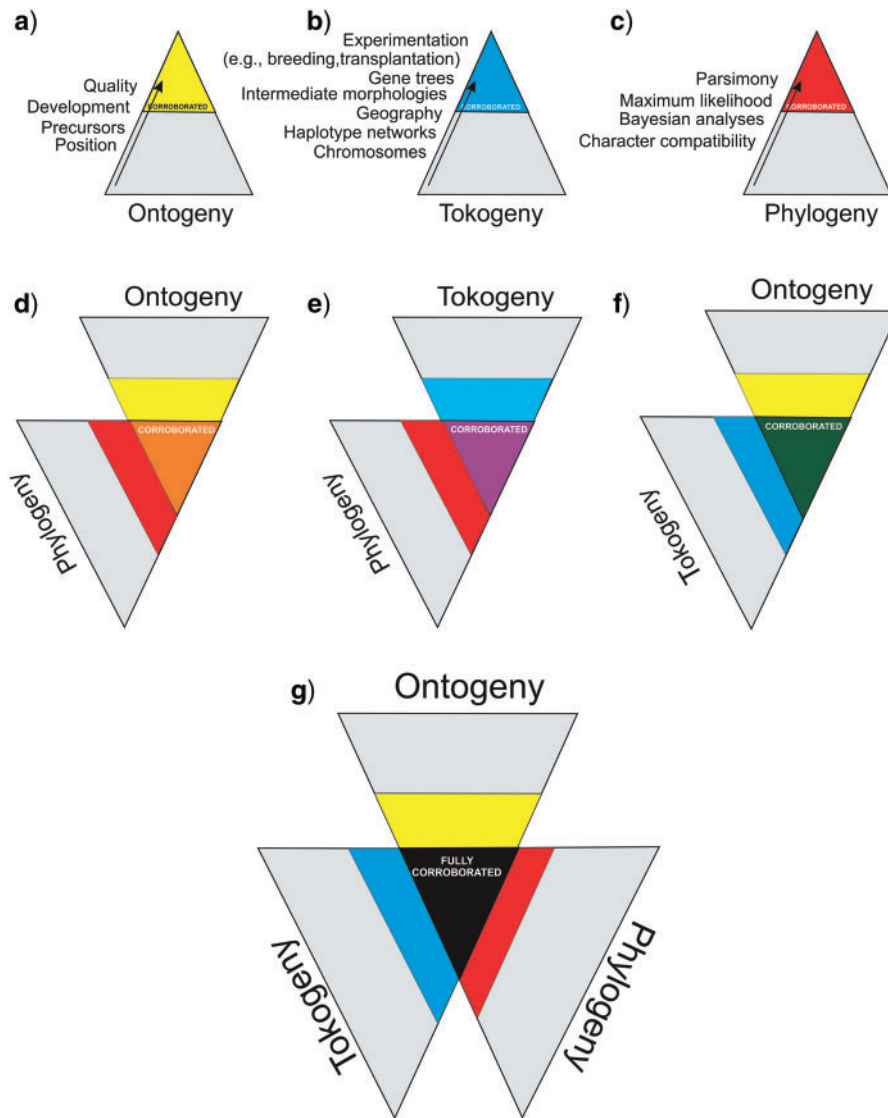 a)
Quality
Development
Precursors
Position
CORROBORATED
Ontogeny
b)
Experimentation
(e.g., breeding,transplantation)
Gene trees
Intermediate morphologies
Geography
Haplotype networks
Chromosomes
CORROBORATED
Tokogeny
c)
Parsimony
Maximum likelihood
Bayesian analyses
Character compatibility
CORROBORATED
Phylogeny
d)
Ontogeny
CORROBORATED
Phylogeny
e)
Tokogeny
CORROBORATED
Phylogeny
f)
Ontogeny
CORROBORATED
Tokogeny
g)
Ontogeny
FULLY
CORROBORATED
Tokogeny
Phylogeny